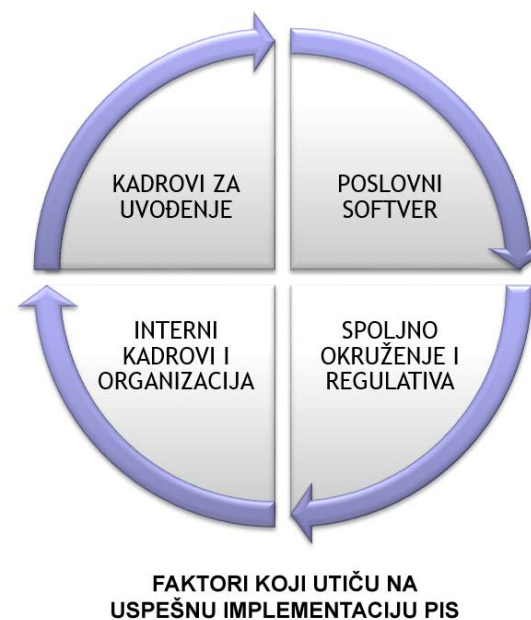 KADROVI ZA
UVOĐENJE
POSLOVNI
SOFTVER
INTERNI
KADROVI I
ORGANIZACIJA
SPOLJNO
OKRUŽENJE I
REGULATIVA
FAKTORI KOJI UTIČU NA
USPEŠNU IMPLEMENTACIJU PIS